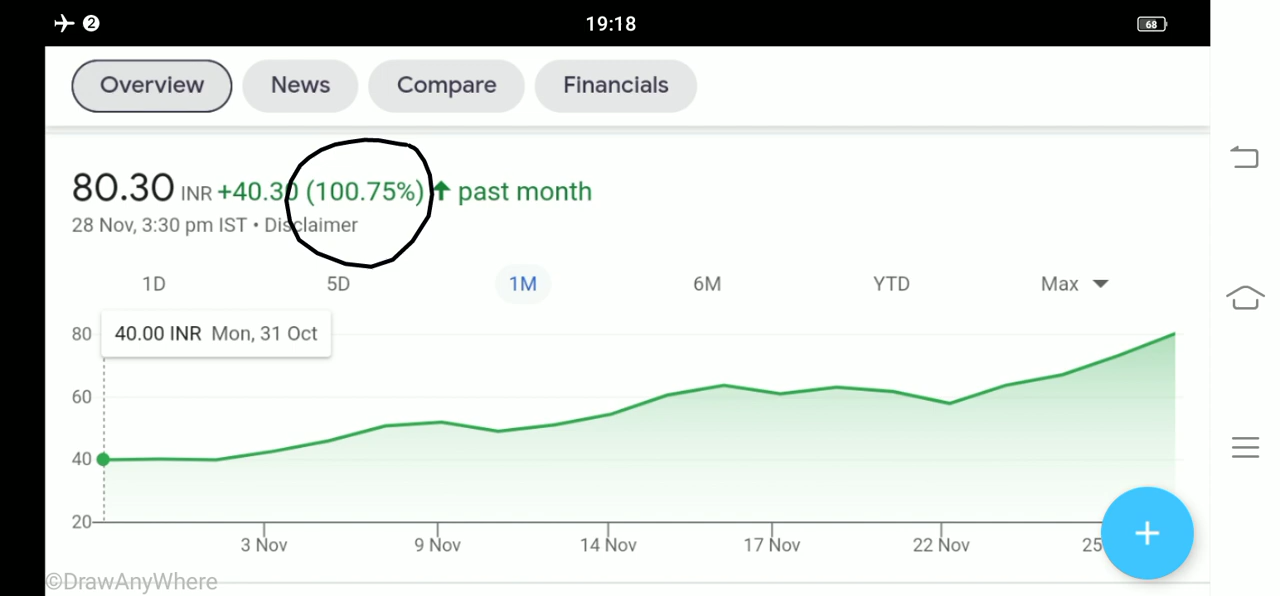 2 19:18 68
Overview News Compare Financials
80.30 INR +40.30 (100.75%) past month
28 Nov, 3:30 pm IST • Disclaimer
1D 5D 1M 6M YTD Max
40.00 INR Mon, 31 Oct
80
60
40
20
3 Nov 9 Nov 14 Nov 17 Nov 22 Nov 25
©DrawAnyWhere